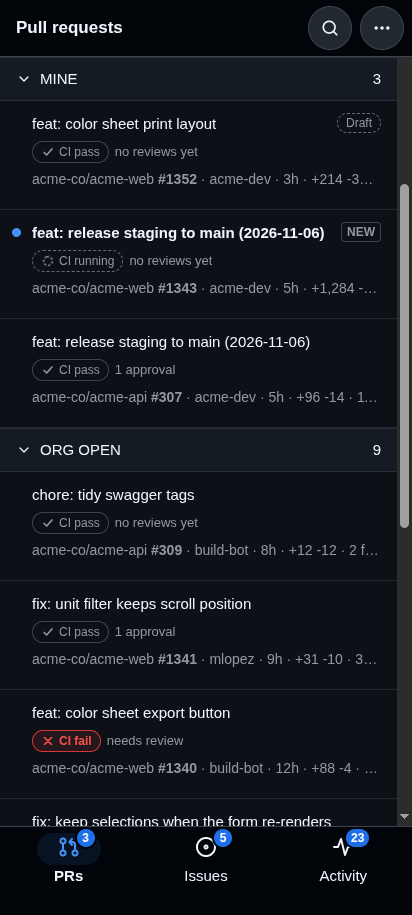 Pull requests
MINE 3
feat: color sheet print layout Draft
CI pass no reviews yet
acme-co/acme-web #1352 · acme-dev · 3h · +214 -3…
feat: release staging to main (2026-11-06) NEW
CI running no reviews yet
acme-co/acme-web #1343 · acme-dev · 5h · +1,284 -…
feat: release staging to main (2026-11-06)
CI pass 1 approval
acme-co/acme-api #307 · acme-dev · 5h · +96 -14 · 1…
ORG OPEN 9
chore: tidy swagger tags
CI pass no reviews yet
acme-co/acme-api #309 · build-bot · 8h · +12 -12 · 2 f…
fix: unit filter keeps scroll position
CI pass 1 approval
acme-co/acme-web #1341 · mlopez · 9h · +31 -10 · 3…
feat: color sheet export button
CI fail needs review
acme-co/acme-web #1340 · build-bot · 12h · +88 -4 · …
fix: keep selections when the form re-renders
3 5 23
PRs Issues Activity